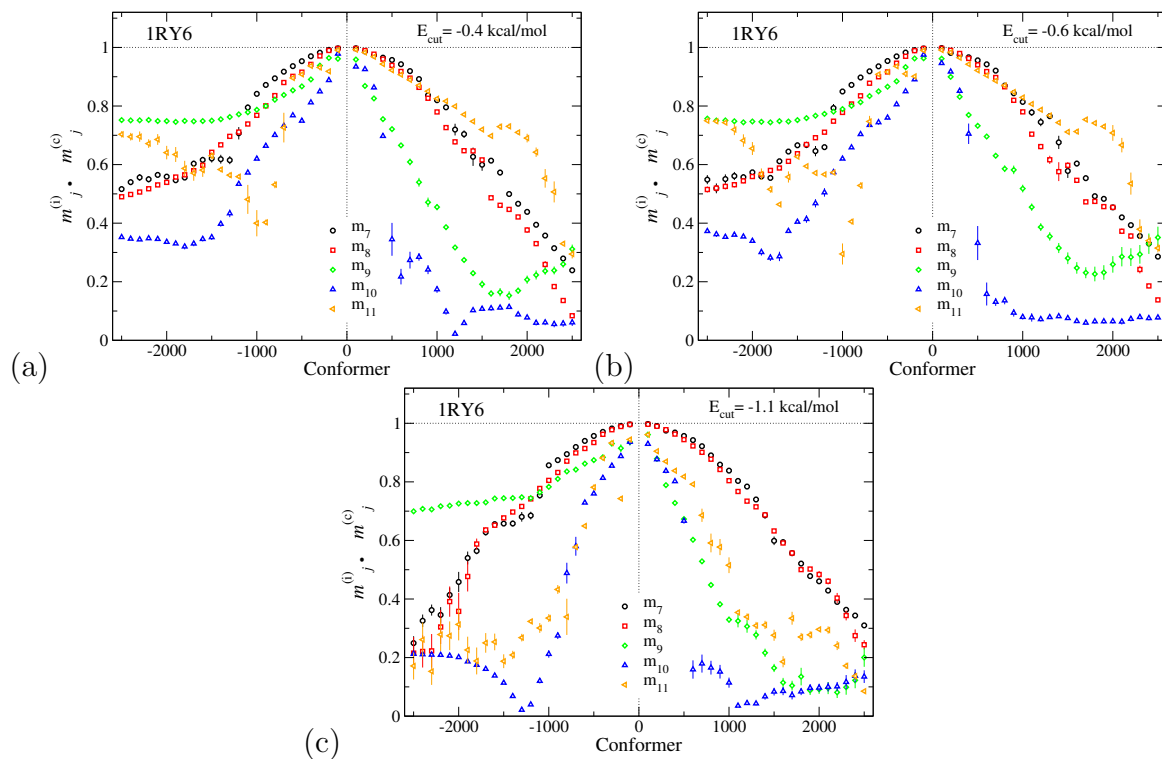 1RY6
E_cut = -0.4 kcal/mol
1
0.8
0.6
0.4
0.2
0
m_j^(i) • m_j^(c)
m_7
m_8
m_9
m_10
m_11
-2000 -1000 0 1000 2000
Conformer
(a)
1RY6
E_cut = -0.6 kcal/mol
1
0.8
0.6
0.4
0.2
0
m_j^(i) • m_j^(c)
m_7
m_8
m_9
m_10
m_11
-2000 -1000 0 1000 2000
Conformer
(b)
1RY6
E_cut = -1.1 kcal/mol
1
0.8
0.6
0.4
0.2
0
m_j^(i) • m_j^(c)
m_7
m_8
m_9
m_10
m_11
-2000 -1000 0 1000 2000
Conformer
(c)